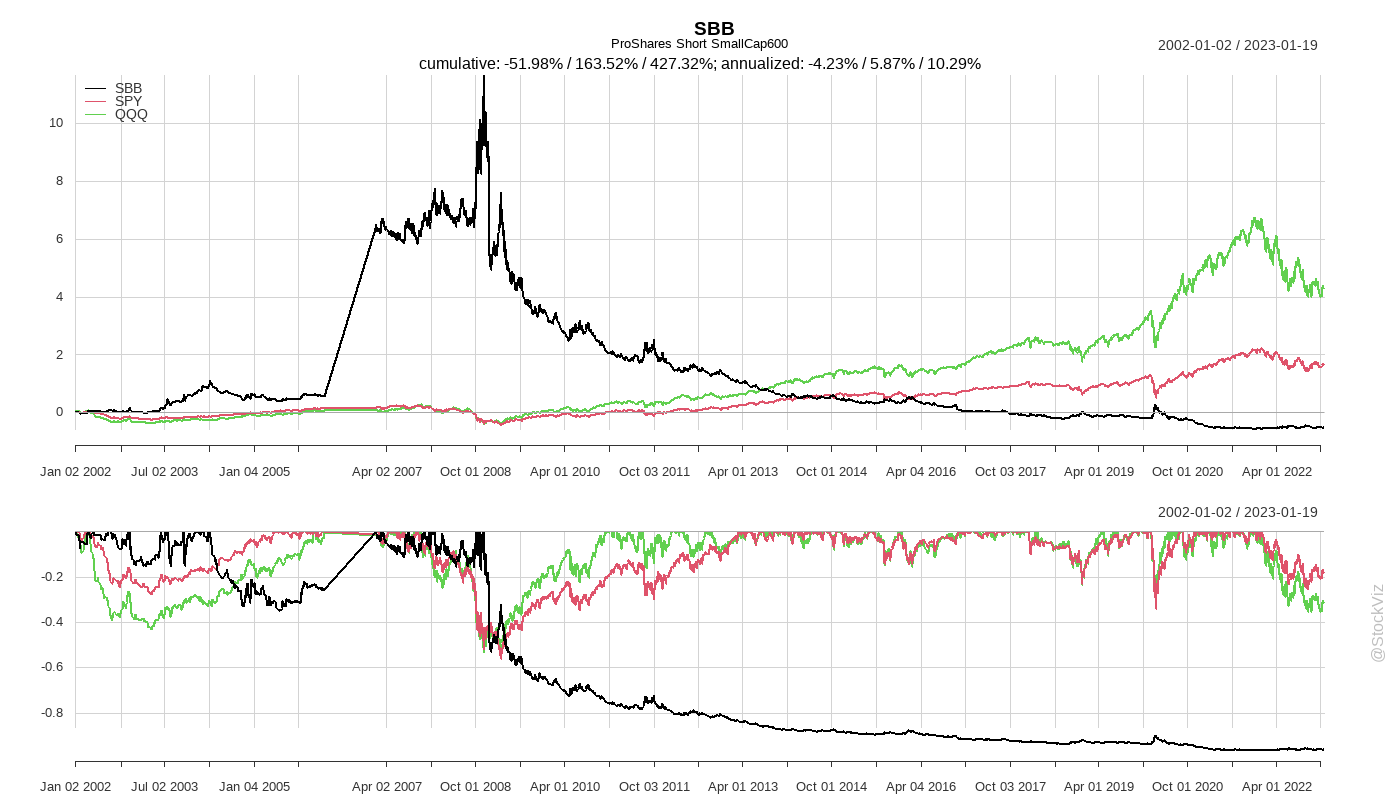 SBB
ProShares Short SmallCap600
2002-01-02 / 2023-01-19
cumulative: -51.98% / 163.52% / 427.32%; annualized: -4.23% / 5.87% / 10.29%
SBB
SPY
QQQ
10
8
6
4
2
0
Jan 02 2002 Jul 02 2003 Jan 04 2005 Apr 02 2007 Oct 01 2008 Apr 01 2010 Oct 03 2011 Apr 01 2013 Oct 01 2014 Apr 04 2016 Oct 03 2017 Apr 01 2019 Oct 01 2020 Apr 01 2022
2002-01-02 / 2023-01-19
-0.2
-0.4
-0.6
-0.8
Jan 02 2002 Jul 02 2003 Jan 04 2005 Apr 02 2007 Oct 01 2008 Apr 01 2010 Oct 03 2011 Apr 01 2013 Oct 01 2014 Apr 04 2016 Oct 03 2017 Apr 01 2019 Oct 01 2020 Apr 01 2022
@StockViz